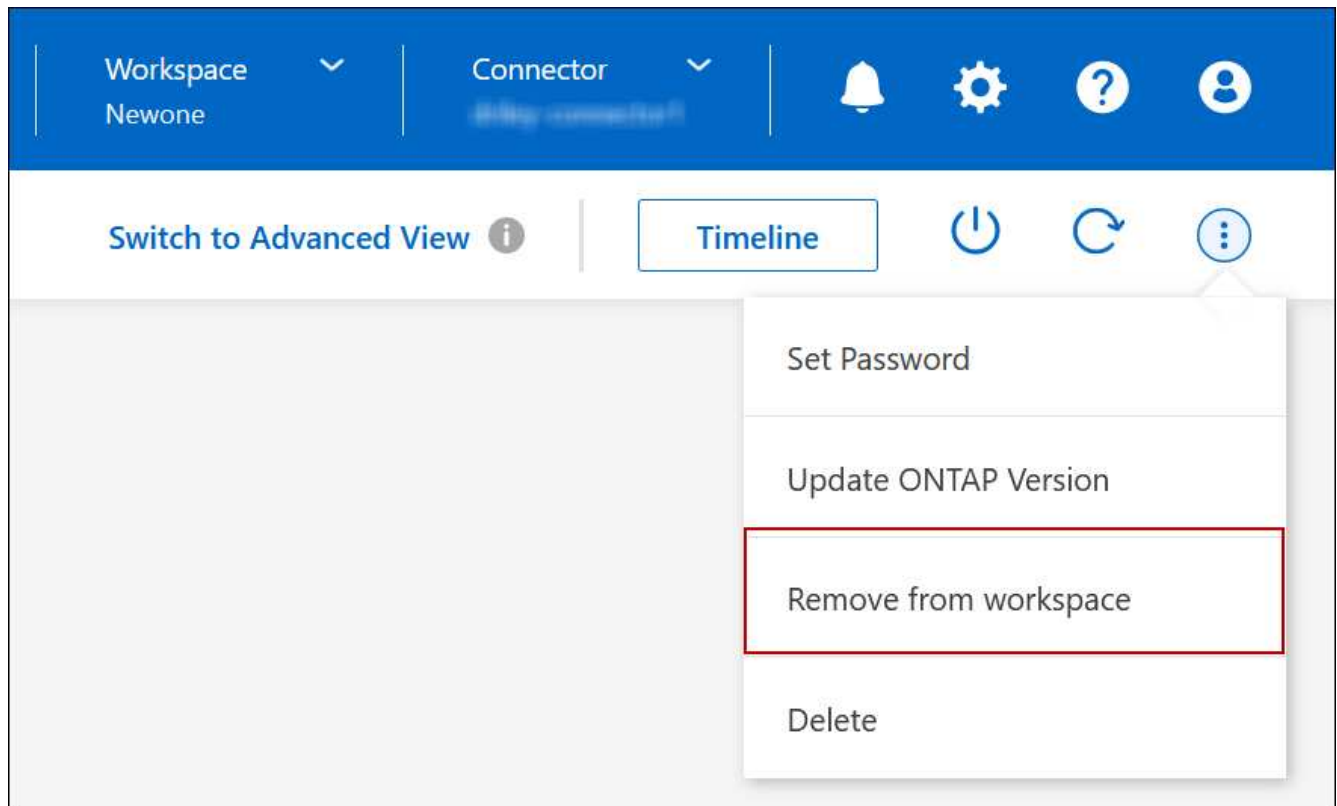 Workspace
Connector
Newone
Switch to Advanced View
Timeline
Set Password
Update ONTAP Version
Remove from workspace
Delete